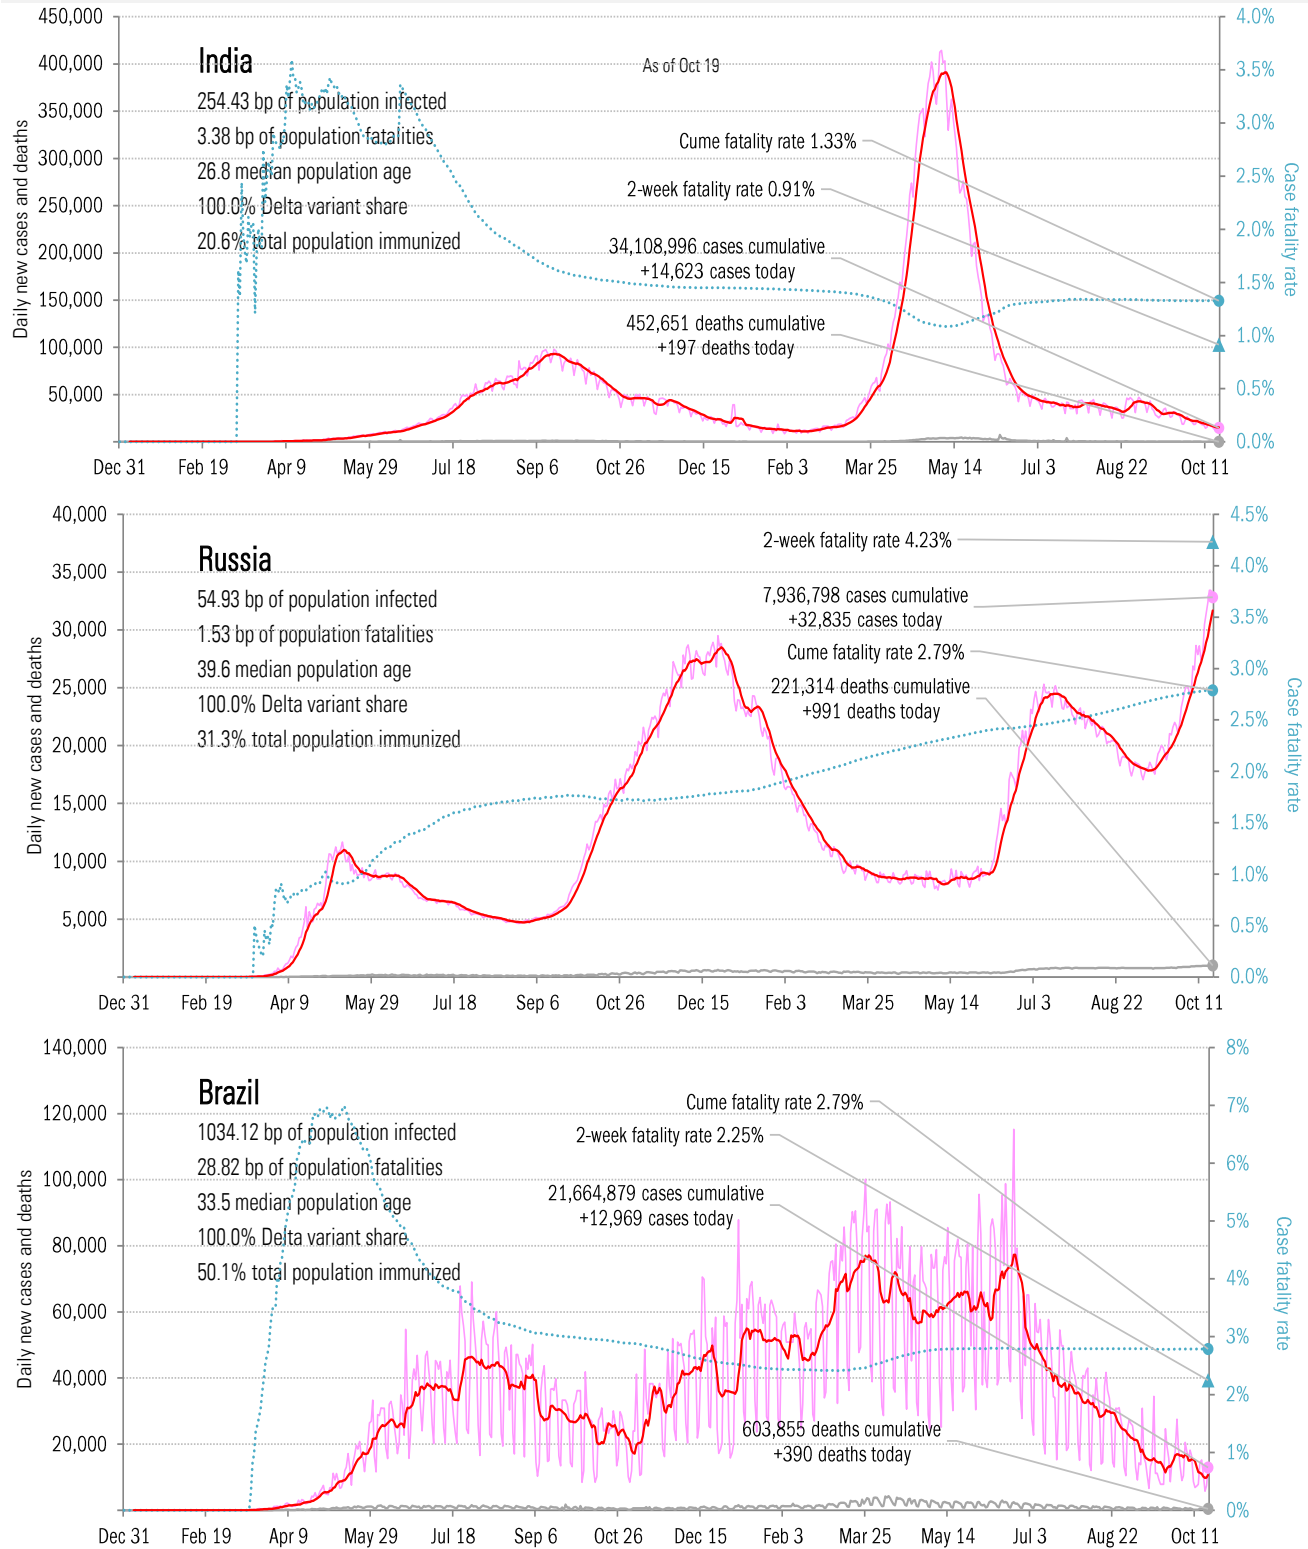 450,000
400,000
350,000
300,000
250,000
200,000
150,000
100,000
50,000
Daily new cases and deaths
India
254.43 bp of population infected
3.38 bp of population fatalities
26.8 median population age
100.0% Delta variant share
20.6% total population immunized
As of Oct 19
Cume fatality rate 1.33%
2-week fatality rate 0.91%
34,108,996 cases cumulative
+14,623 cases today
452,651 deaths cumulative
+197 deaths today
4.0%
3.5%
3.0%
2.5%
2.0%
1.5%
1.0%
0.5%
0.0%
Case fatality rate
Dec 31 Feb 19 Apr 9 May 29 Jul 18 Sep 6 Oct 26 Dec 15 Feb 3 Mar 25 May 14 Jul 3 Aug 22 Oct 11
40,000
35,000
30,000
25,000
20,000
15,000
10,000
5,000
Daily new cases and deaths
Russia
54.93 bp of population infected
1.53 bp of population fatalities
39.6 median population age
100.0% Delta variant share
31.3% total population immunized
2-week fatality rate 4.23%
7,936,798 cases cumulative
+32,835 cases today
Cume fatality rate 2.79%
221,314 deaths cumulative
+991 deaths today
4.5%
4.0%
3.5%
3.0%
2.5%
2.0%
1.5%
1.0%
0.5%
0.0%
Case fatality rate
Dec 31 Feb 19 Apr 9 May 29 Jul 18 Sep 6 Oct 26 Dec 15 Feb 3 Mar 25 May 14 Jul 3 Aug 22 Oct 11
140,000
120,000
100,000
80,000
60,000
40,000
20,000
Daily new cases and deaths
Brazil
1034.12 bp of population infected
28.82 bp of population fatalities
33.5 median population age
100.0% Delta variant share
50.1% total population immunized
Cume fatality rate 2.79%
2-week fatality rate 2.25%
21,664,879 cases cumulative
+12,969 cases today
603,855 deaths cumulative
+390 deaths today
8%
7%
6%
5%
4%
3%
2%
1%
0%
Case fatality rate
Dec 31 Feb 19 Apr 9 May 29 Jul 18 Sep 6 Oct 26 Dec 15 Feb 3 Mar 25 May 14 Jul 3 Aug 22 Oct 11